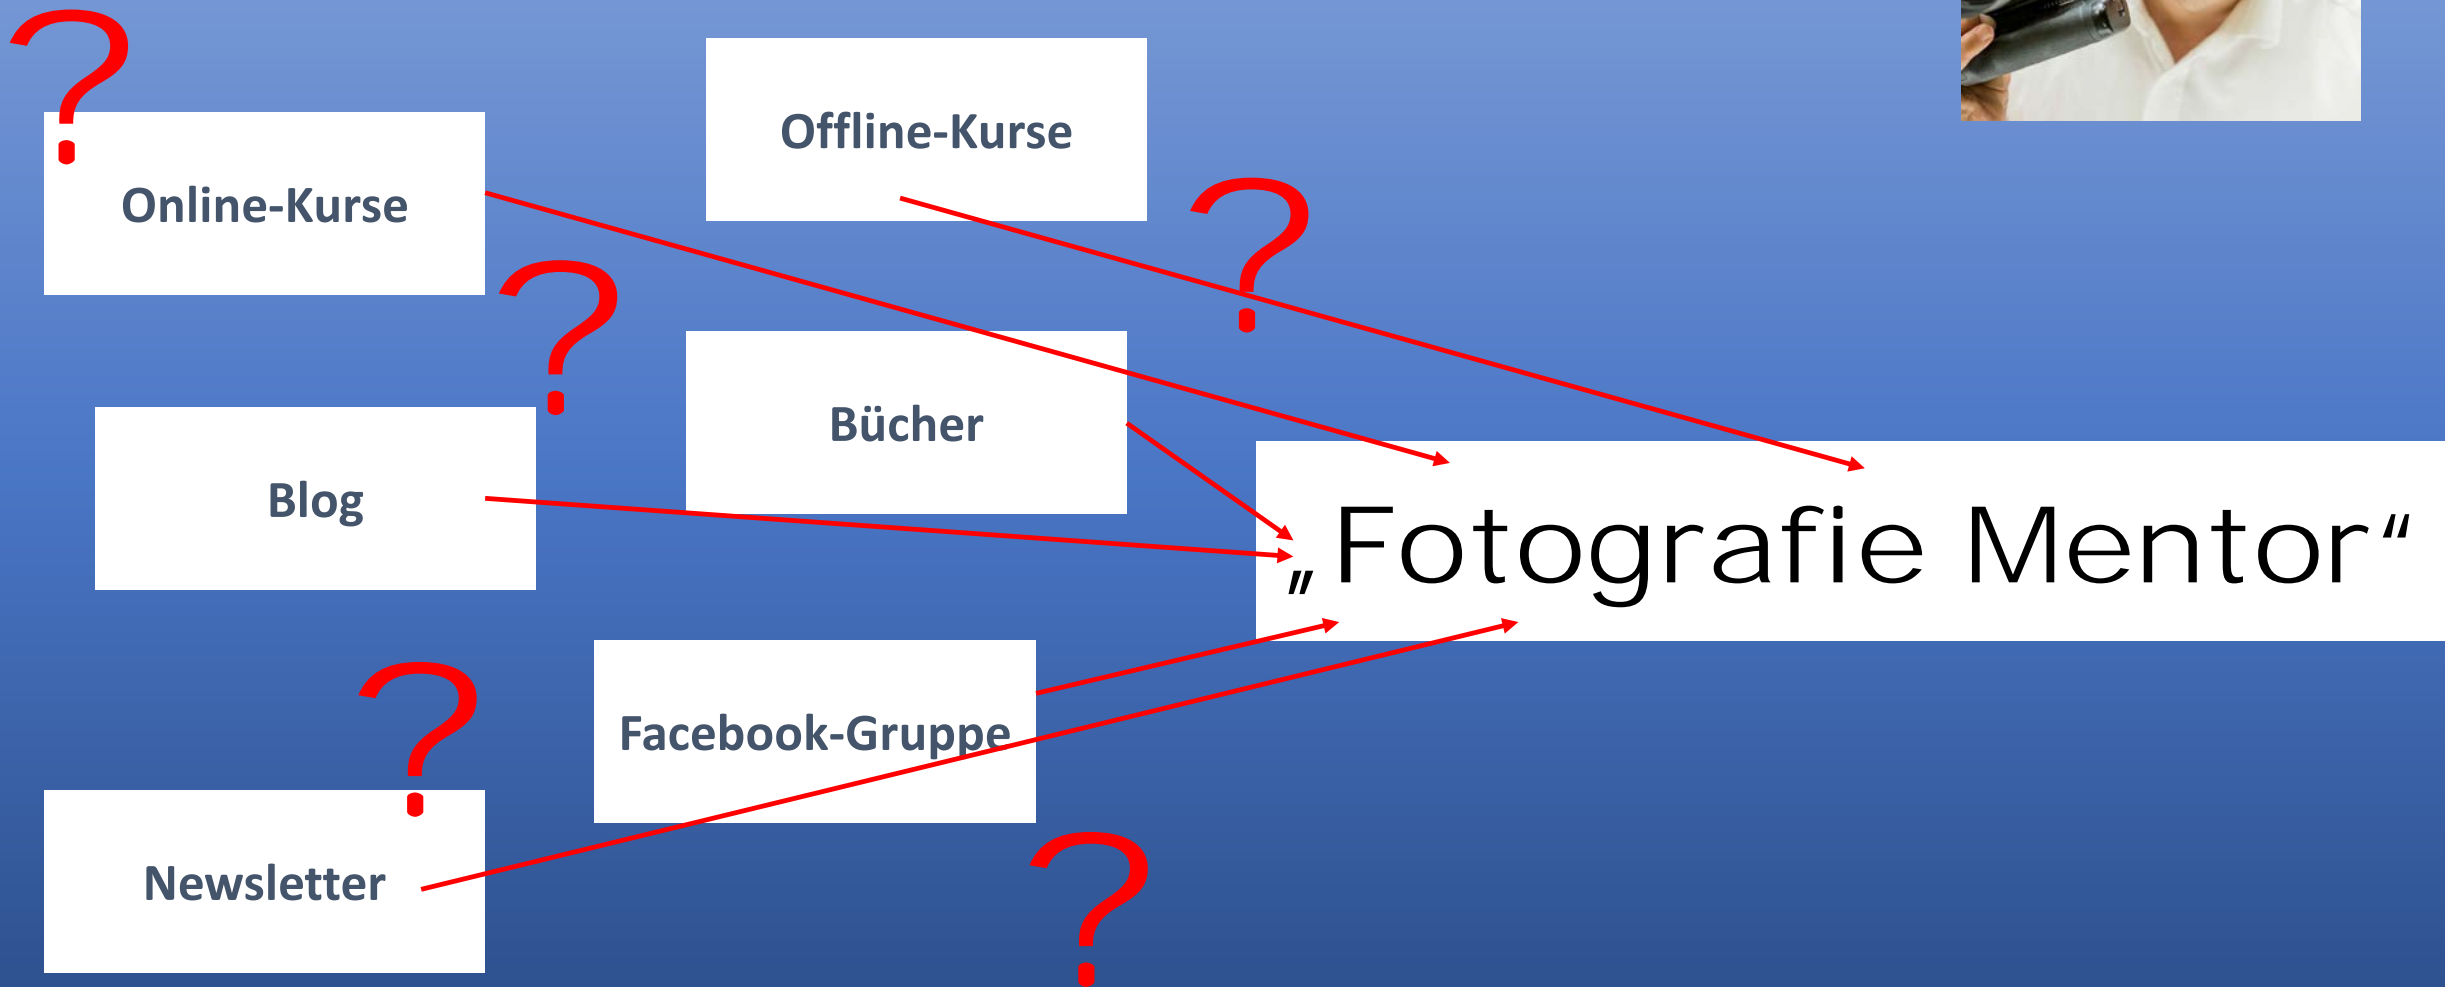 ?
Offline-Kurse
Online-Kurse
?
?
Bücher
Blog
„Fotografie Mentor“
?
Facebook-Gruppe
Newsletter
?